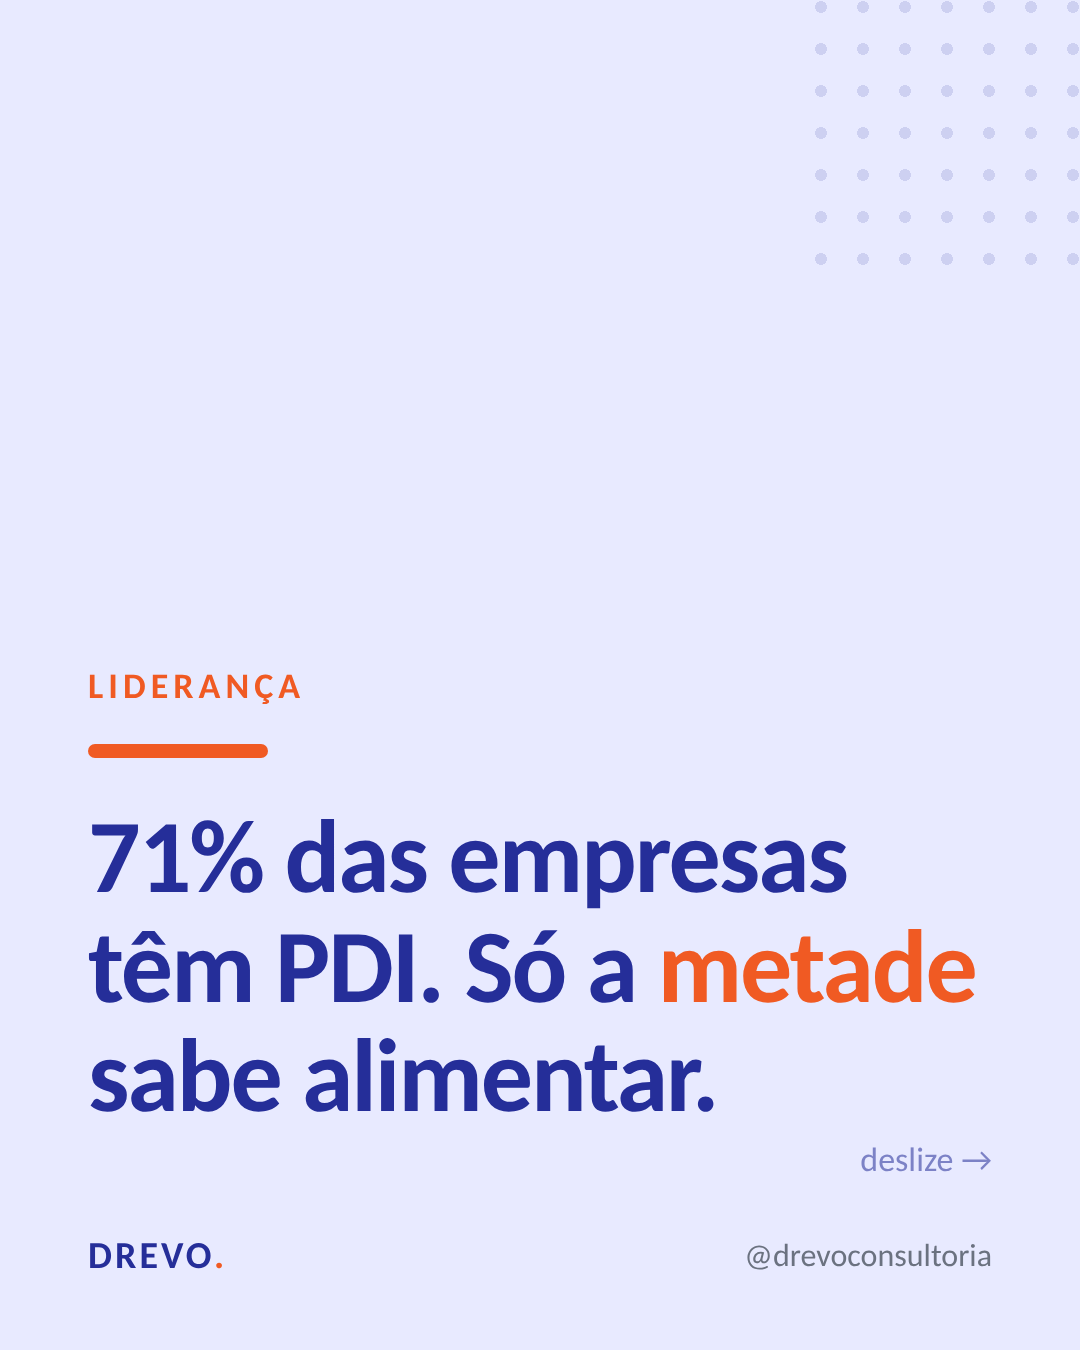 LIDERANÇA
71% das empresas
têm PDI. Só a metade
sabe alimentar.
deslize →
DREVO.
@drevoconsultoria